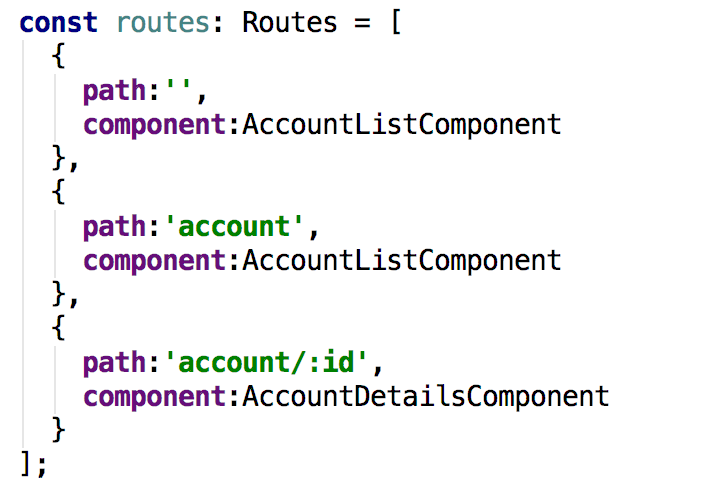 const routes: Routes = [
  {
    path:'',
    component:AccountListComponent
  },
  {
    path:'account',
    component:AccountListComponent
  },
  {
    path:'account/:id',
    component:AccountDetailsComponent
  }
];